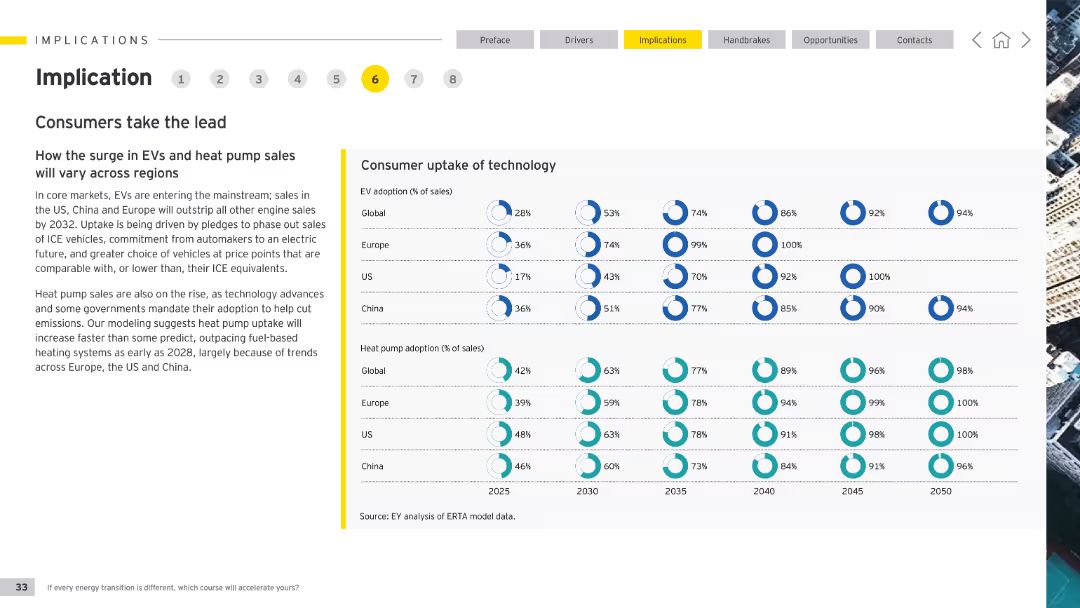 IMPLICATIONS
Preface
Drivers
Implications
Handbrakes
Opportunities
Contacts
Implication
1 2 3 4 5 6 7 8
Consumers take the lead
How the surge in EVs and heat pump sales
will vary across regions
In core markets, EVs are entering the mainstream; sales in
the US, China and Europe will outstrip all other engine sales
by 2032. Uptake is being driven by pledges to phase out sales
of ICE vehicles, commitment from automakers to an electric
future, and greater choice of vehicles at price points that are
comparable with, or lower than, their ICE equivalents.
Heat pump sales are also on the rise, as technology advances
and some governments mandate their adoption to help cut
emissions. Our modeling suggests heat pump uptake will
increase faster than some predict, outpacing fuel-based
heating systems as early as 2028, largely because of trends
across Europe, the US and China.
Consumer uptake of technology
EV adoption (% of sales)
Global 28% 53% 74% 86% 92% 94%
Europe 36% 74% 99% 100%
US 17% 43% 70% 92% 100%
China 36% 51% 77% 85% 90% 94%
Heat pump adoption (% of sales)
Global 42% 63% 77% 89% 96% 98%
Europe 39% 59% 78% 94% 99% 100%
US 48% 63% 78% 91% 98% 100%
China 46% 60% 73% 84% 91% 96%
2025 2030 2035 2040 2045 2050
Source: EY analysis of ERTA model data.
33 If every energy transition is different, which course will accelerate yours?